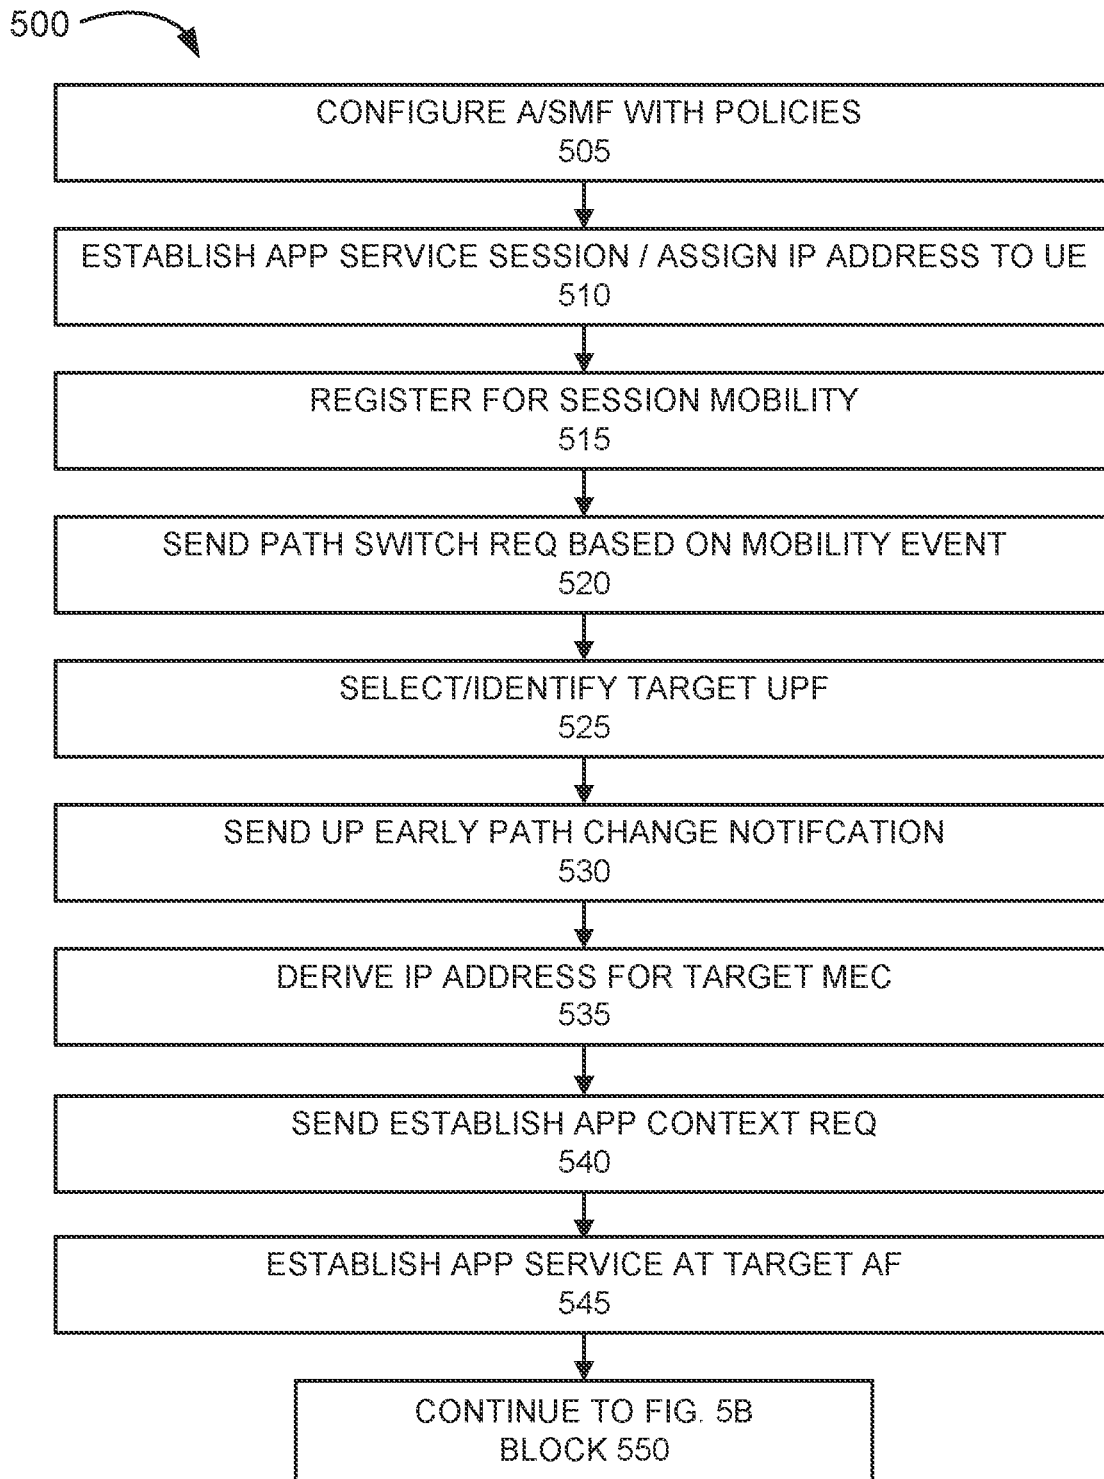 500
CONFIGURE A/SMF WITH POLICIES
505
ESTABLISH APP SERVICE SESSION / ASSIGN IP ADDRESS TO UE
510
REGISTER FOR SESSION MOBILITY
515
SEND PATH SWITCH REQ BASED ON MOBILITY EVENT
520
SELECT/IDENTIFY TARGET UPF
525
SEND UP EARLY PATH CHANGE NOTIFCATION
530
DERIVE IP ADDRESS FOR TARGET MEC
535
SEND ESTABLISH APP CONTEXT REQ
540
ESTABLISH APP SERVICE AT TARGET AF
545
CONTINUE TO FIG. 5B
BLOCK 550